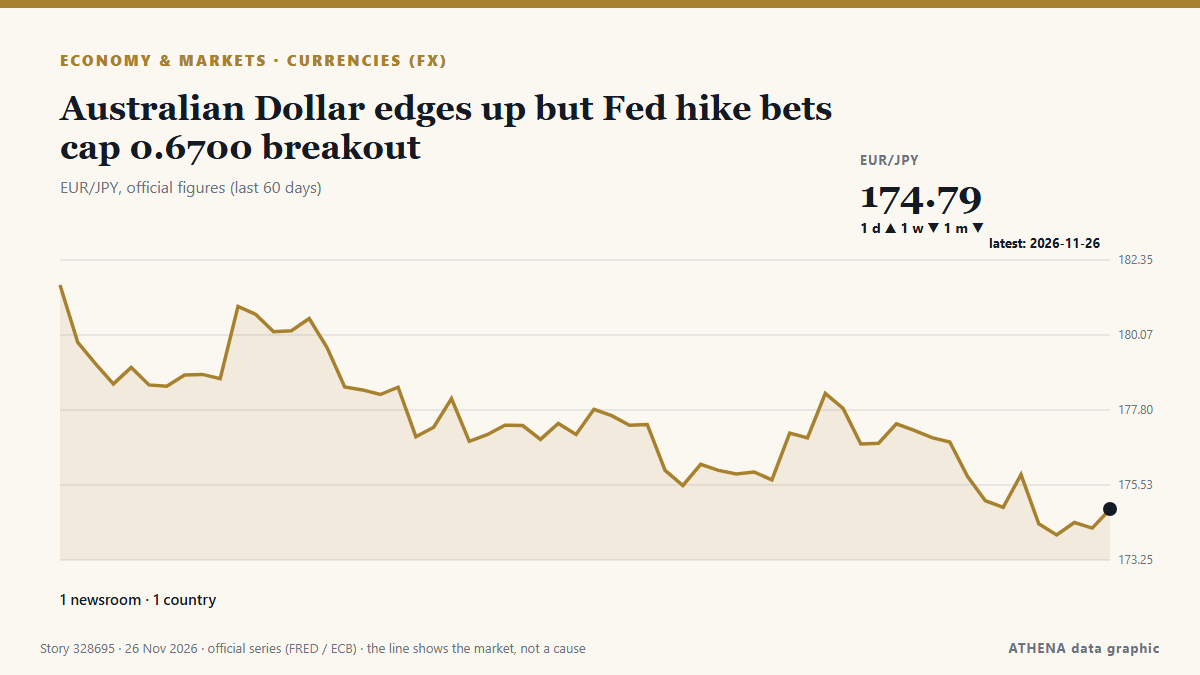 ECONOMY & MARKETS · CURRENCIES (FX)
Australian Dollar edges up but Fed hike bets
cap 0.6700 breakout
EUR/JPY, official figures (last 60 days)
EUR/JPY
174.79
1 d ▲ 1 w ▼ 1 m ▼
latest: 2026-11-26
182.35
180.07
177.80
175.53
173.25
1 newsroom · 1 country
Story 328695 · 26 Nov 2026 · official series (FRED / ECB) · the line shows the market, not a cause
ATHENA data graphic